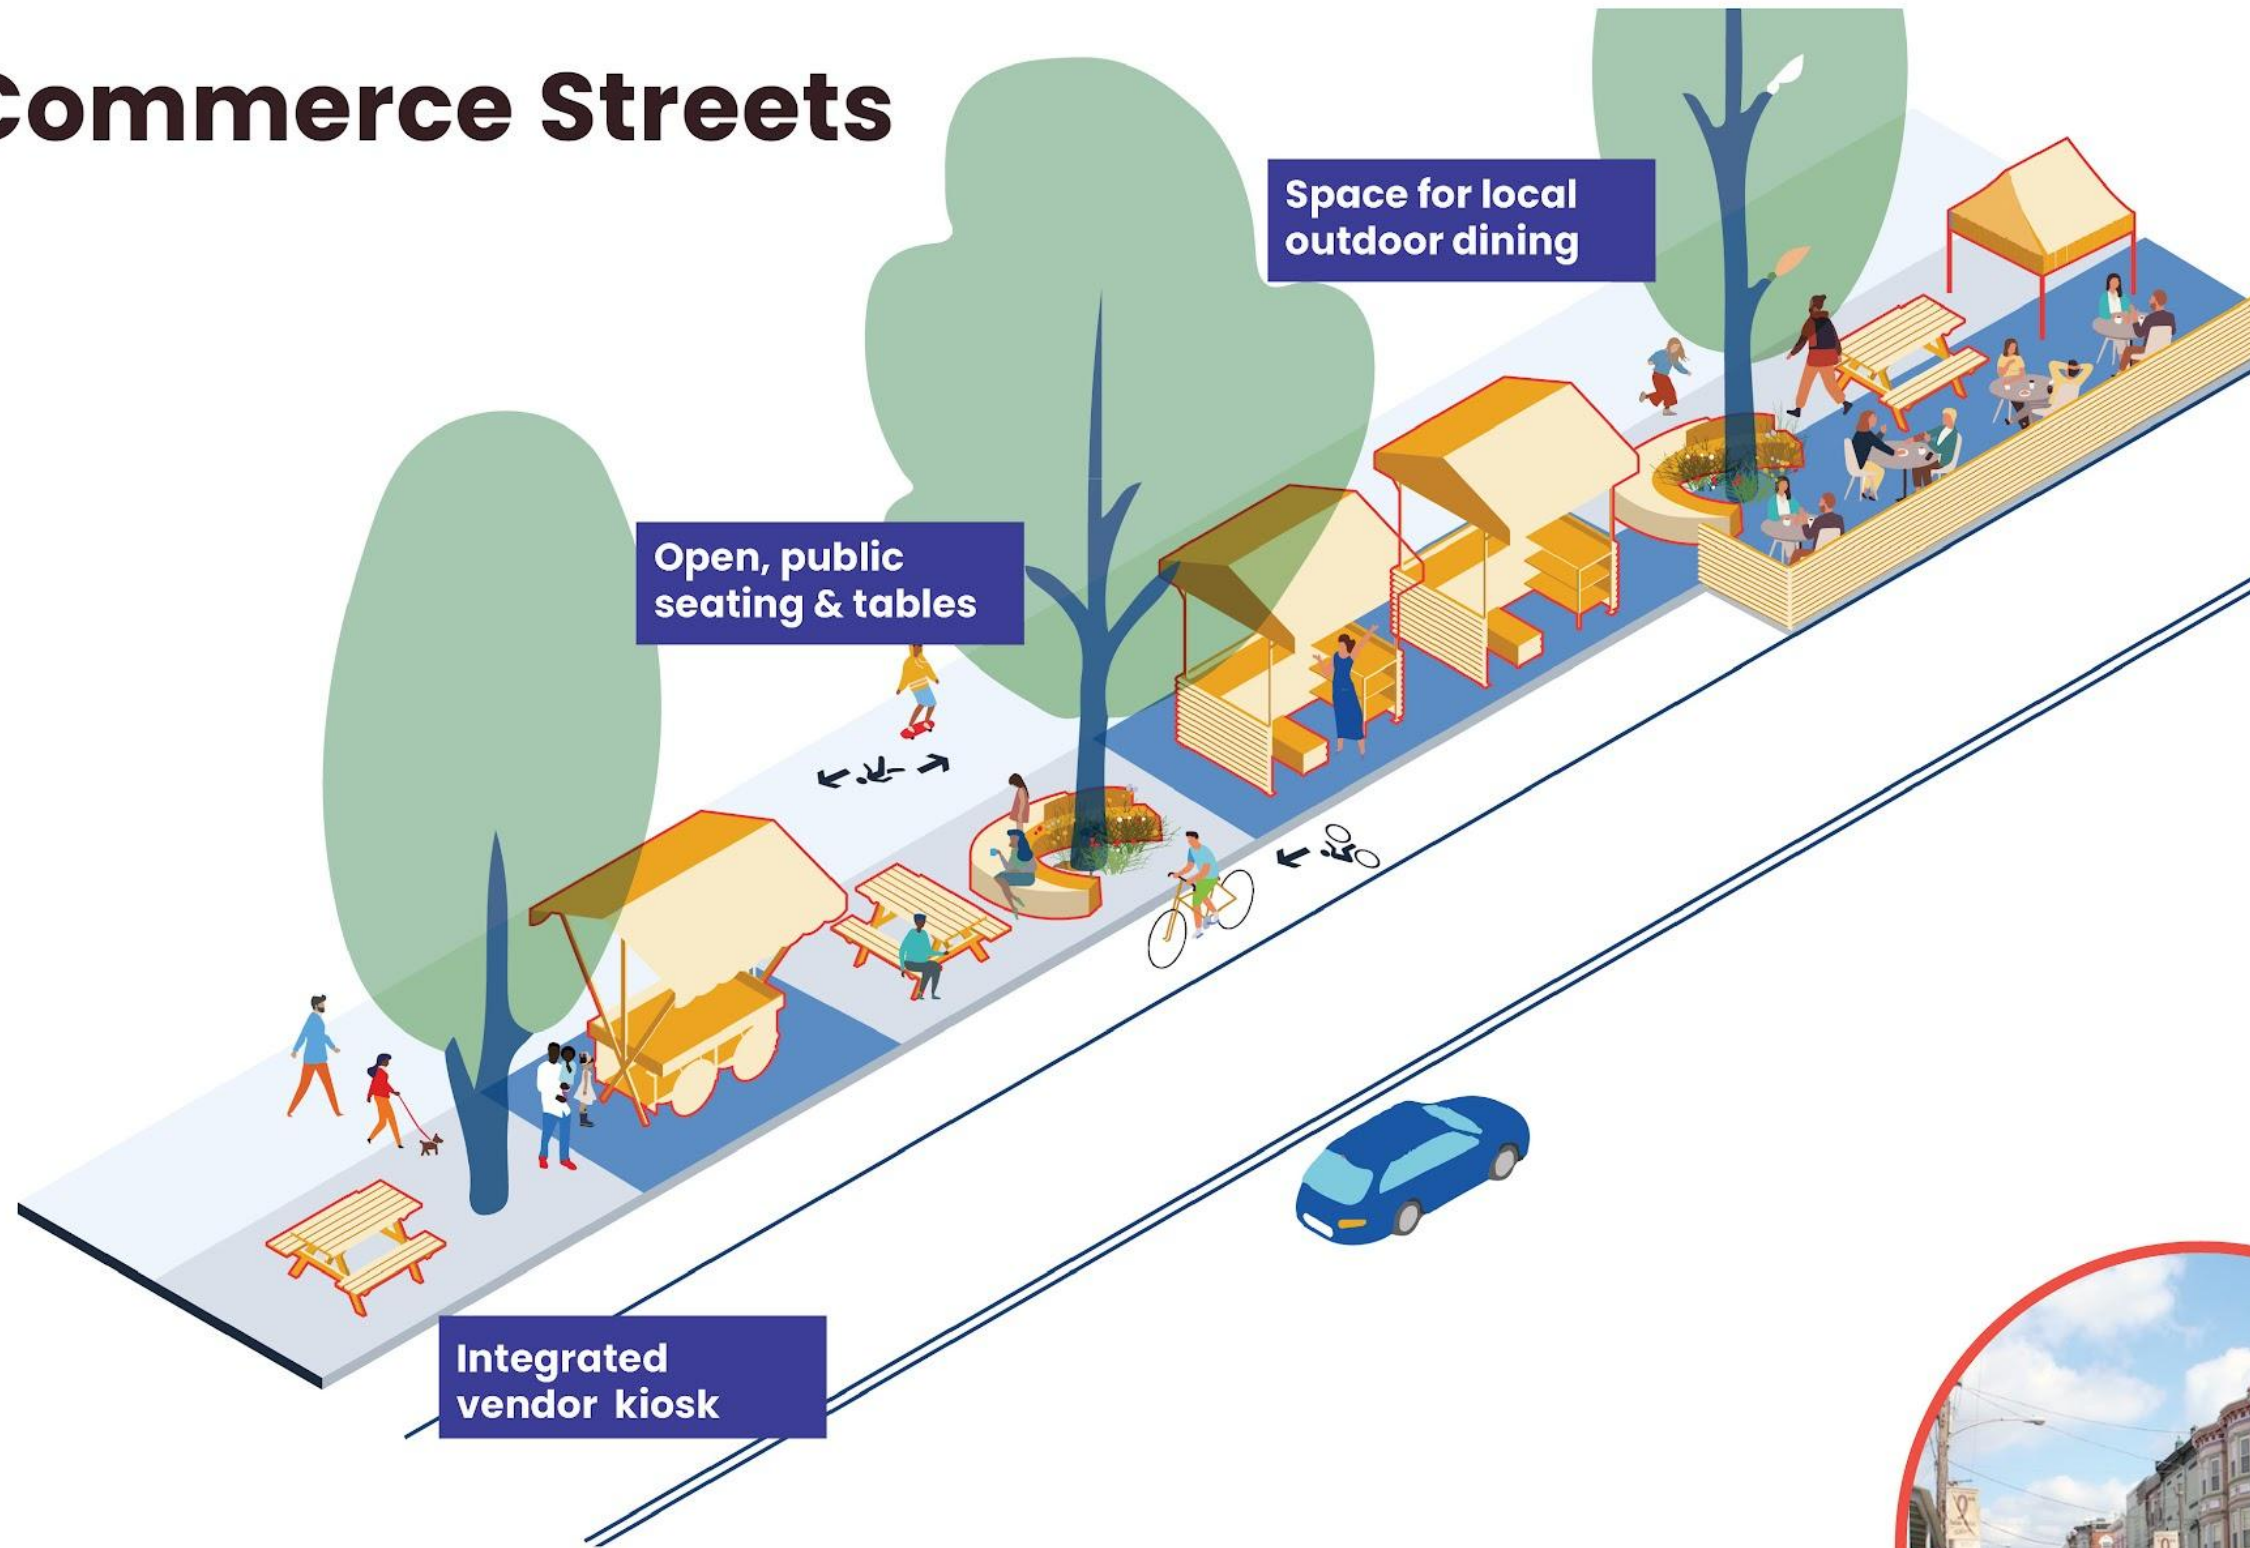 Commerce Streets
Space for local
outdoor dining
Open, public
seating & tables
Integrated
vendor kiosk